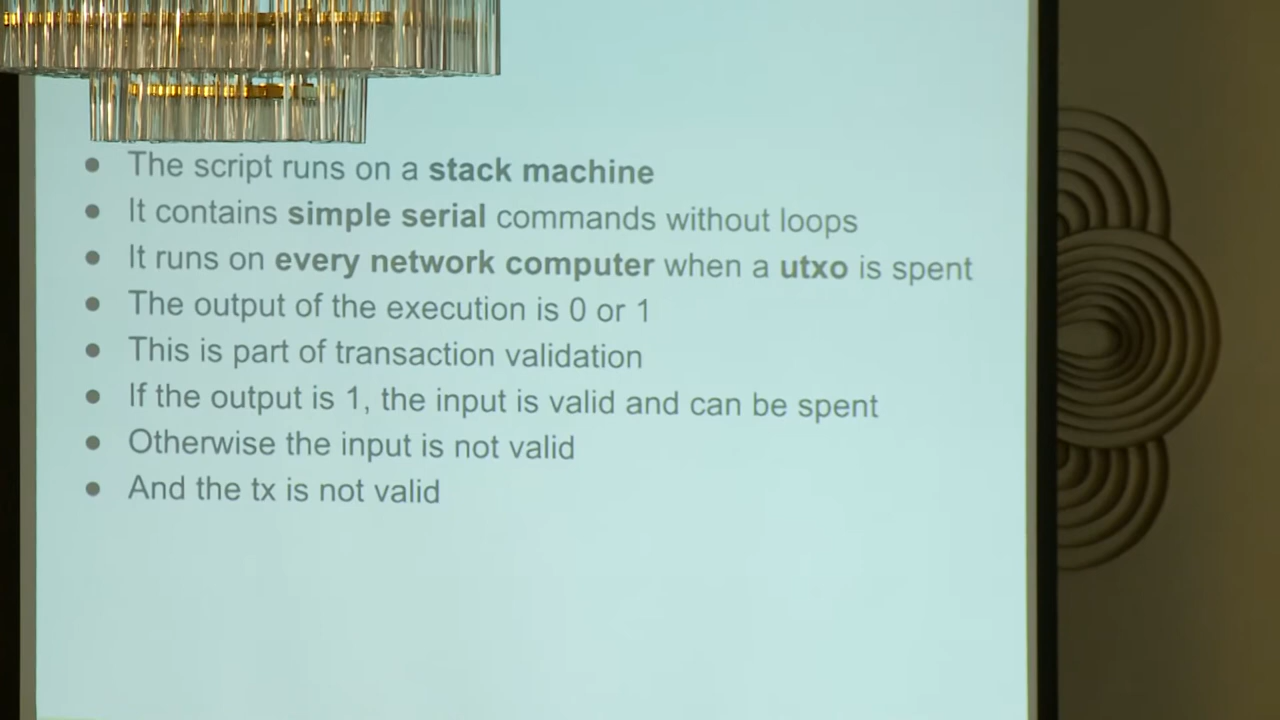 ● The script runs on a stack machine
● It contains simple serial commands without loops
● It runs on every network computer when a utxo is spent
● The output of the execution is 0 or 1
● This is part of transaction validation
● If the output is 1, the input is valid and can be spent
● Otherwise the input is not valid
● And the tx is not valid